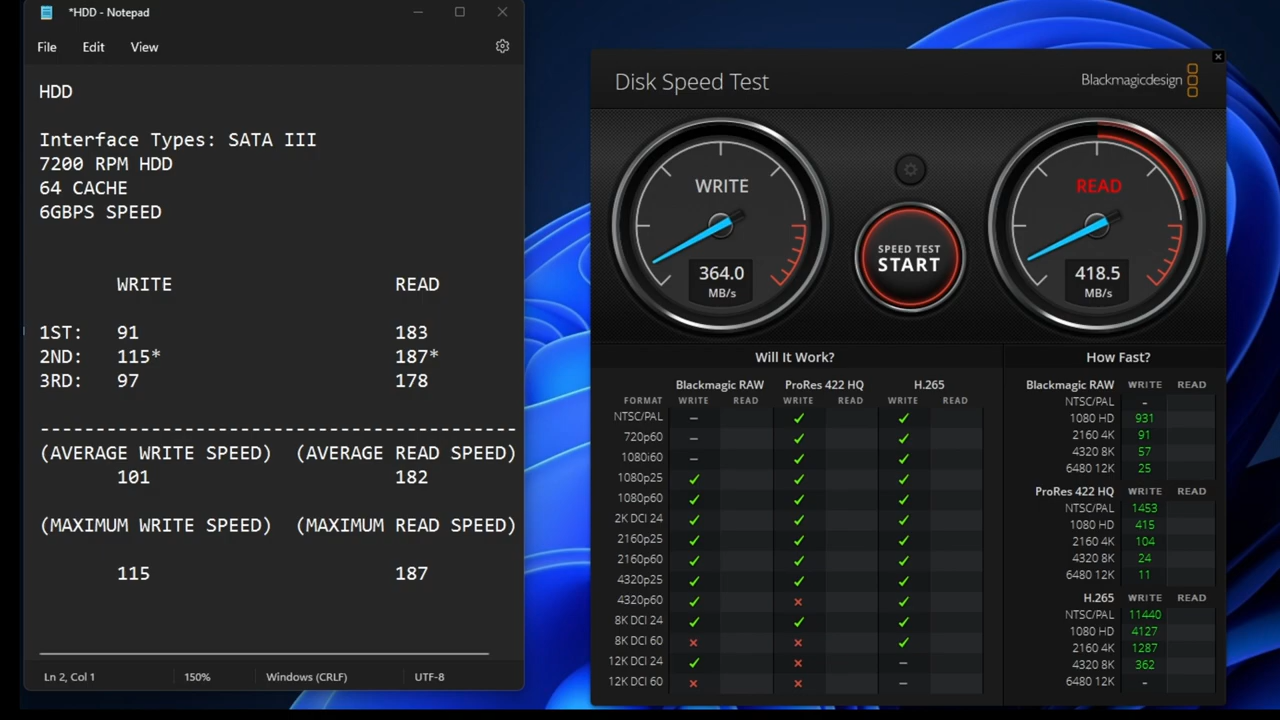 *HDD - Notepad
File Edit View
HDD
Interface Types: SATA III
7200 RPM HDD
64 CACHE
6GBPS SPEED
WRITE READ
1ST: 91 183
2ND: 115* 187*
3RD: 97 178
-------------------------------------------
(AVERAGE WRITE SPEED) (AVERAGE READ SPEED)
101 182
(MAXIMUM WRITE SPEED) (MAXIMUM READ SPEED)
115 187
Ln 2, Col 1 150% Windows (CRLF) UTF-8
Disk Speed Test
Blackmagicdesign
WRITE
364.0
MB/s
SPEED TEST
START
READ
418.5
MB/s
Will It Work?
Blackmagic RAW ProRes 422 HQ H.265
FORMAT WRITE READ WRITE READ WRITE READ
NTSC/PAL – ✓ ✓
720p60 – ✓ ✓
1080i60 – ✓ ✓
1080p25 ✓ ✓ ✓
1080p60 ✓ ✓ ✓
2K DCI 24 ✓ ✓ ✓
2160p25 ✓ ✓ ✓
2160p60 ✓ ✓ ✓
4320p25 ✓ ✓ ✓
4320p60 ✓ × ✓
8K DCI 24 ✓ ✓ ✓
8K DCI 60 × × ✓
12K DCI 24 ✓ × –
12K DCI 60 × × –
How Fast?
Blackmagic RAW WRITE READ
NTSC/PAL -
1080 HD 931
2160 4K 91
4320 8K 57
6480 12K 25
ProRes 422 HQ WRITE READ
NTSC/PAL 1453
1080 HD 415
2160 4K 104
4320 8K 24
6480 12K 11
H.265 WRITE READ
NTSC/PAL 11440
1080 HD 4127
2160 4K 1287
4320 8K 362
6480 12K -